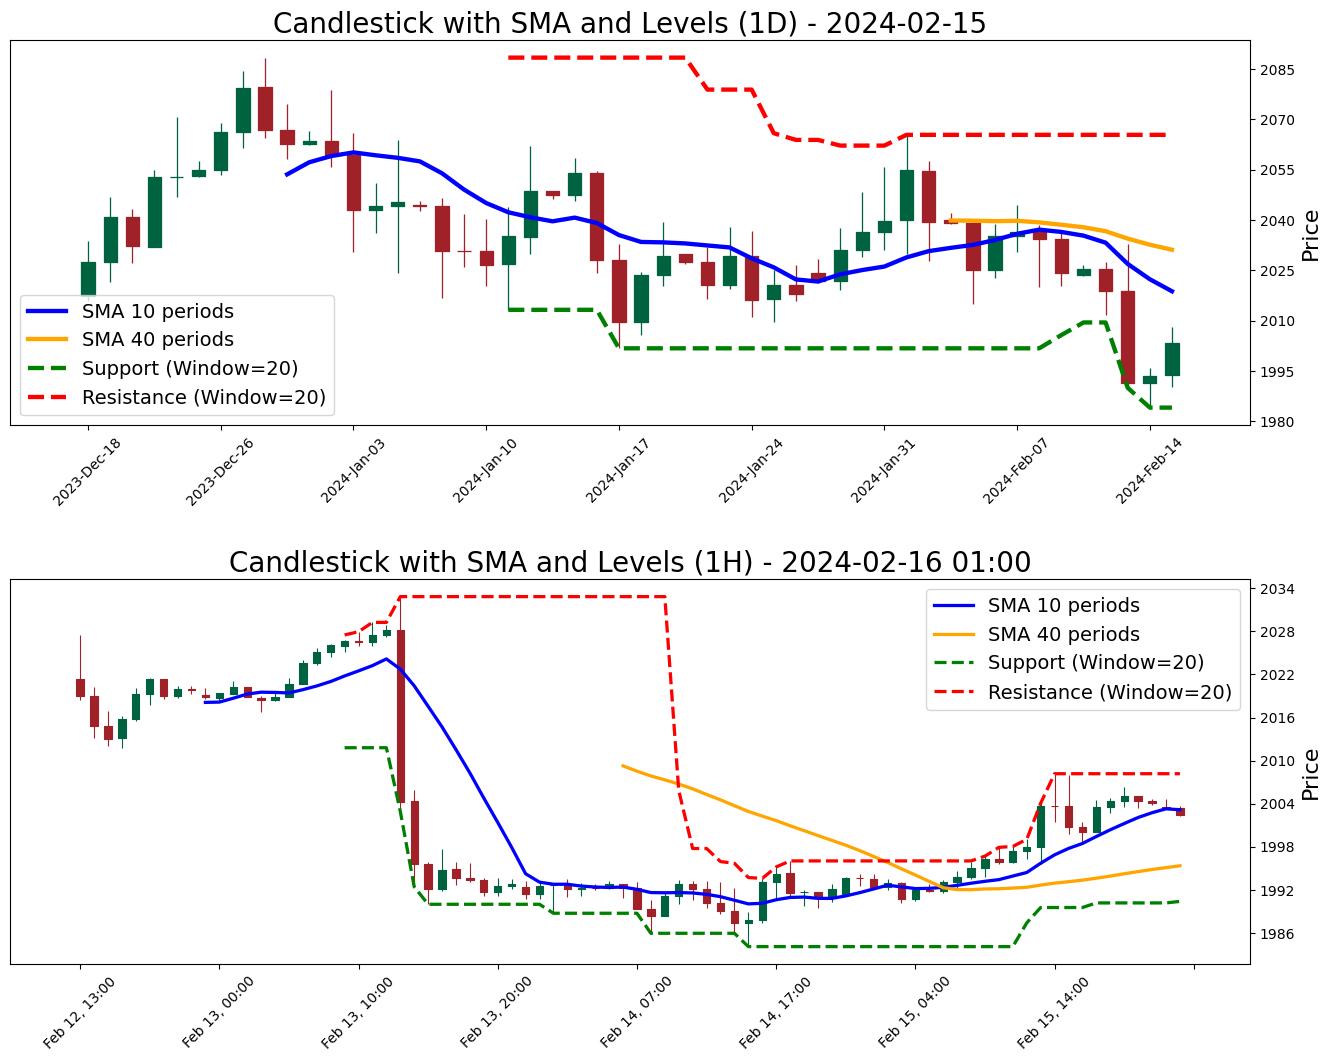 Candlestick with SMA and Levels (1D) - 2024-02-15
2085
2070
2055
2040
2025
2010
1995
1980
Price
SMA 10 periods
SMA 40 periods
Support (Window=20)
Resistance (Window=20)
2023-Dec-18
2023-Dec-26
2024-Jan-03
2024-Jan-10
2024-Jan-17
2024-Jan-24
2024-Jan-31
2024-Feb-07
2024-Feb-14
Candlestick with SMA and Levels (1H) - 2024-02-16 01:00
SMA 10 periods
SMA 40 periods
Support (Window=20)
Resistance (Window=20)
2034
2028
2022
2016
2010
2004
1998
1992
1986
Price
Feb 12, 13:00
Feb 13, 00:00
Feb 13, 10:00
Feb 13, 20:00
Feb 14, 07:00
Feb 14, 17:00
Feb 15, 04:00
Feb 15, 14:00